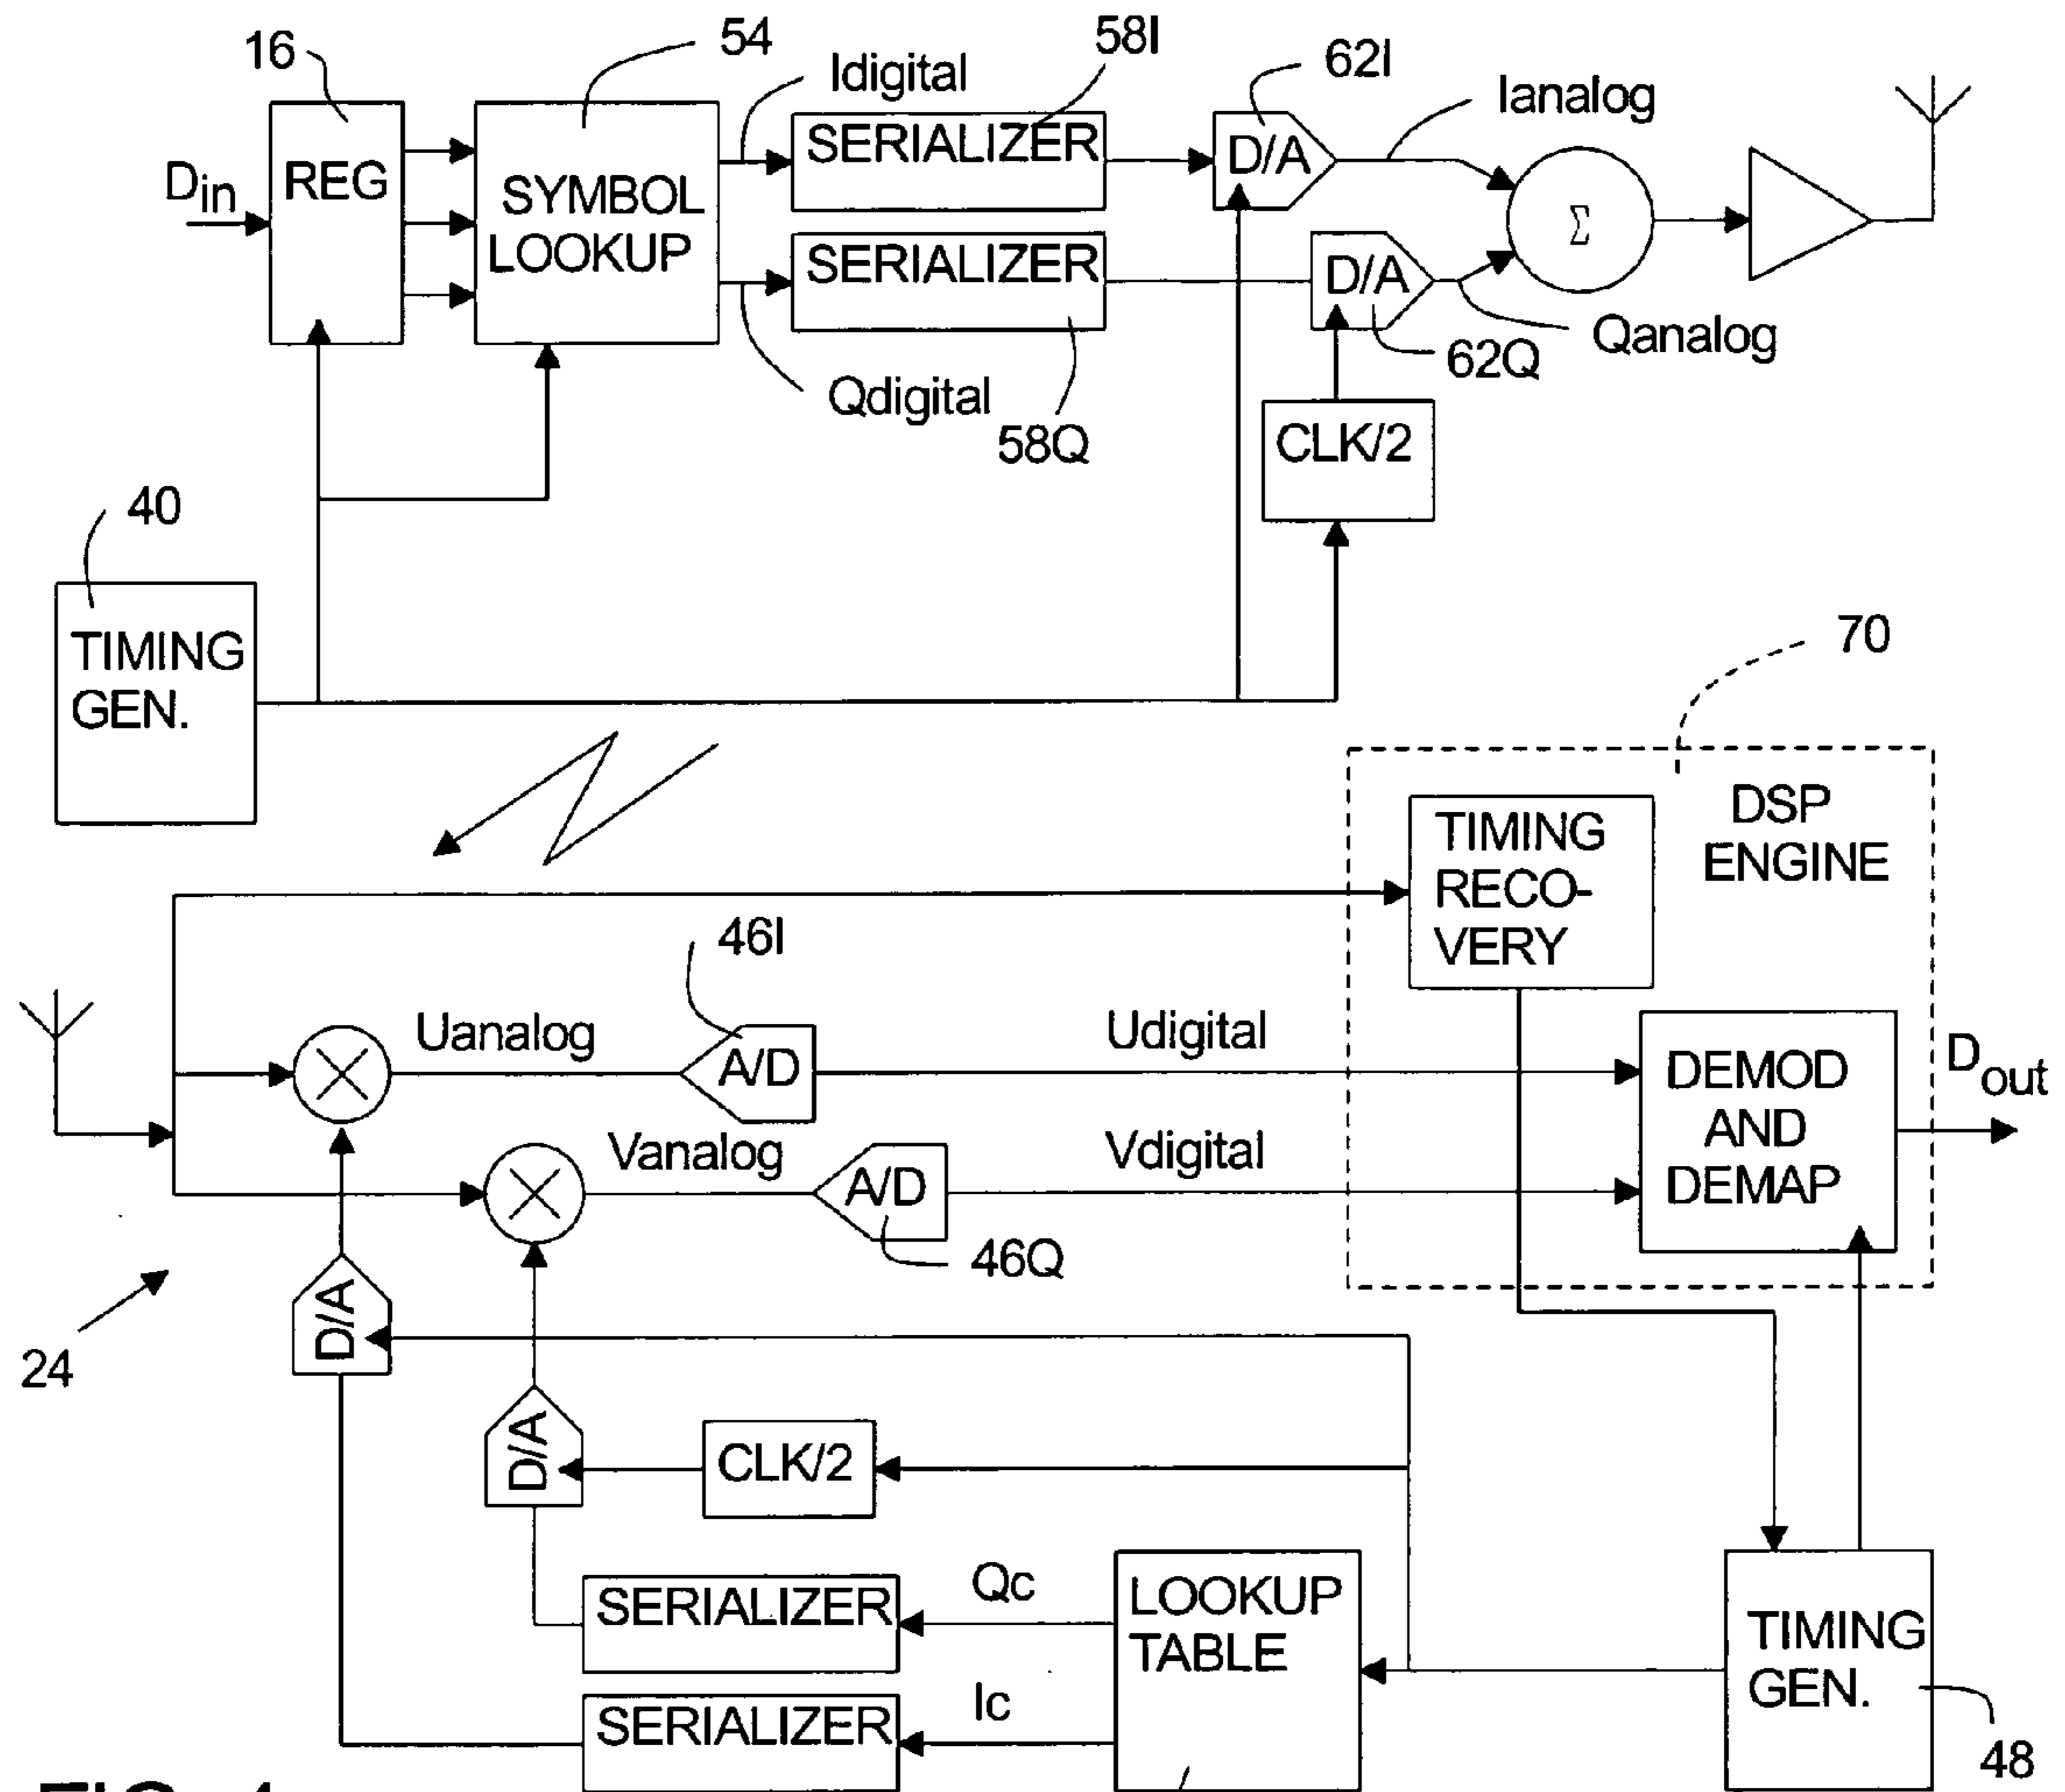 16
54
Idigital
58I
62I
Ianalog
Din
REG
SYMBOL
LOOKUP
SERIALIZER
SERIALIZER
D/A
D/A
Σ
Qdigital
58Q
62Q
Qanalog
CLK/2
40
TIMING
GEN.
70
DSP
ENGINE
TIMING
RECO-
VERY
46I
Uanalog
A/D
Udigital
DEMOD
AND
DEMAP
Dout
Vanalog
A/D
Vdigital
46Q
24
D/A
D/A
CLK/2
Qc
SERIALIZER
LOOKUP
TABLE
TIMING
GEN.
Ic
SERIALIZER
48